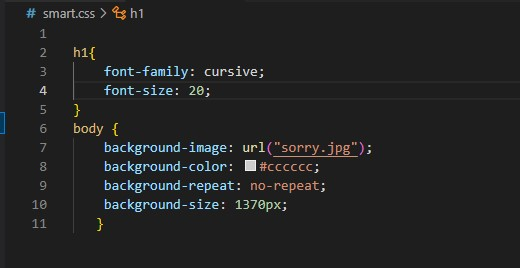 # smart.css > h1
1
2 h1{
3 font-family: cursive;
4 font-size: 20;
5 }
6 body {
7 background-image: url("sorry.jpg");
8 background-color: #cccccc;
9 background-repeat: no-repeat;
10 background-size: 1370px;
11 }